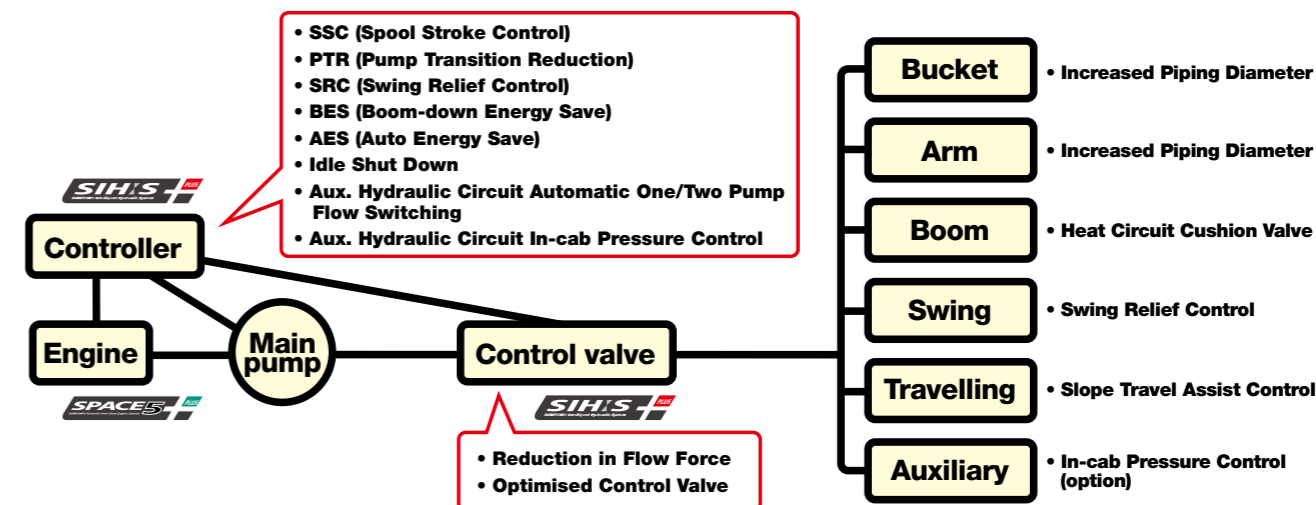 • SSC (Spool Stroke Control)
• PTR (Pump Transition Reduction)
• SRC (Swing Relief Control)
• BES (Boom-down Energy Save)
• AES (Auto Energy Save)
• Idle Shut Down
• Aux. Hydraulic Circuit Automatic One/Two Pump
Flow Switching
• Aux. Hydraulic Circuit In-cab Pressure Control
SIH:S PLUS
Controller
Engine
Main
pump
SPACE5 PLUS
Control valve
SIH:S PLUS
• Reduction in Flow Force
• Optimised Control Valve
Bucket
• Increased Piping Diameter
Arm
• Increased Piping Diameter
Boom
• Heat Circuit Cushion Valve
Swing
• Swing Relief Control
Travelling
• Slope Travel Assist Control
Auxiliary
• In-cab Pressure Control
(option)